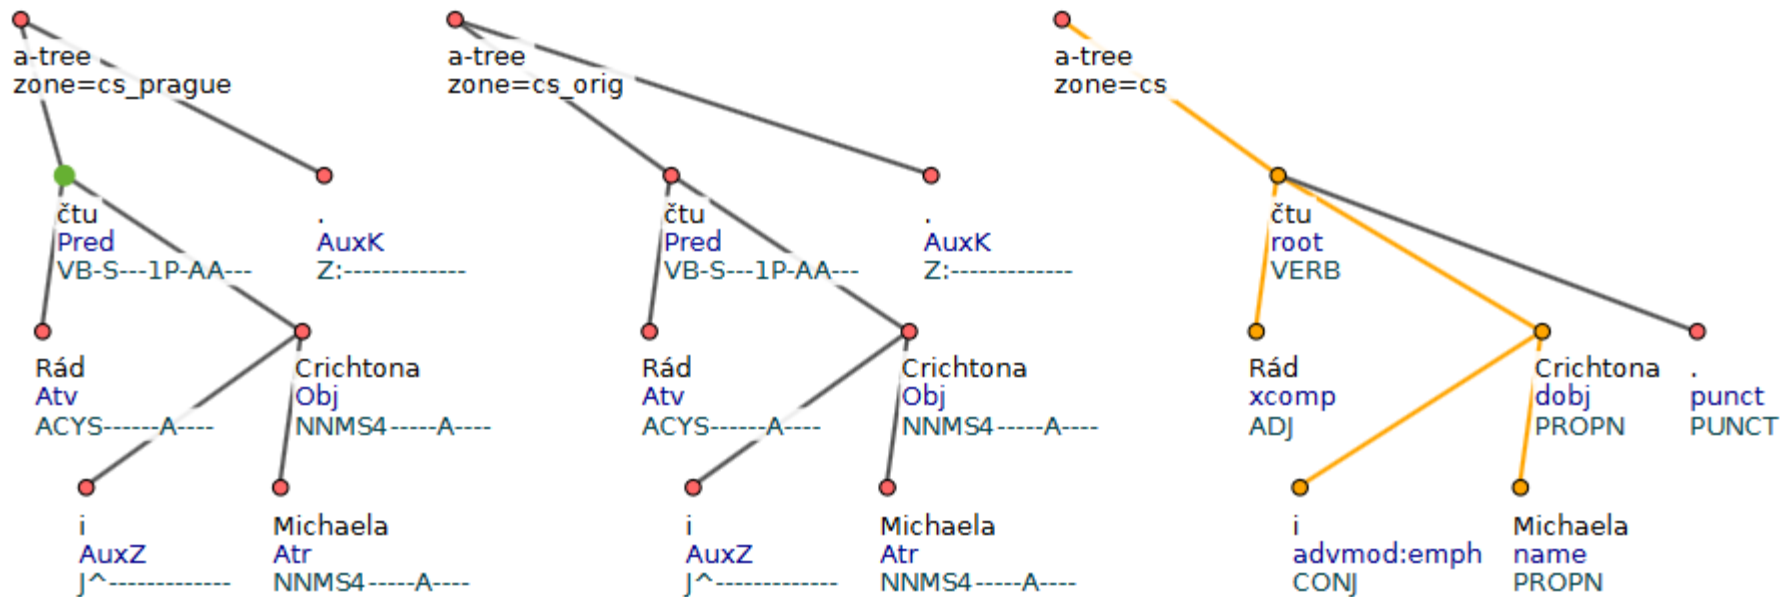 a-tree
zone=cs_prague
čtu
Pred
VB-S---1P-AA---
.
AuxK
Z:-------------
Rád
Atv
ACYS------A----
Crichtona
Obj
NNMS4-----A----
i
AuxZ
J^-------------
Michaela
Atr
NNMS4-----A----
a-tree
zone=cs_orig
čtu
Pred
VB-S---1P-AA---
.
AuxK
Z:-------------
Rád
Atv
ACYS------A----
Crichtona
Obj
NNMS4-----A----
i
AuxZ
J^-------------
Michaela
Atr
NNMS4-----A----
a-tree
zone=cs
čtu
root
VERB
Rád
xcomp
ADJ
Crichtona
dobj
PROPN
.
punct
PUNCT
i
advmod:emph
CONJ
Michaela
name
PROPN